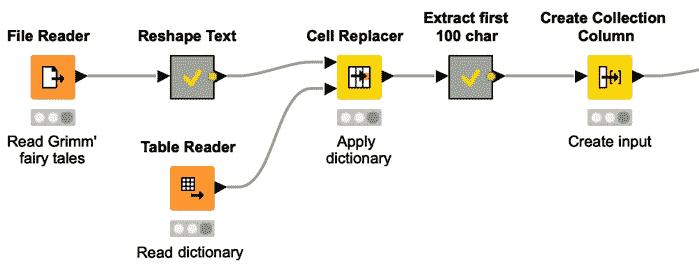 File Reader
Read Grimm'
fairy tales
Reshape Text
Table Reader
Read dictionary
Cell Replacer
Apply
dictionary
Extract first
100 char
Create Collection
Column
Create input